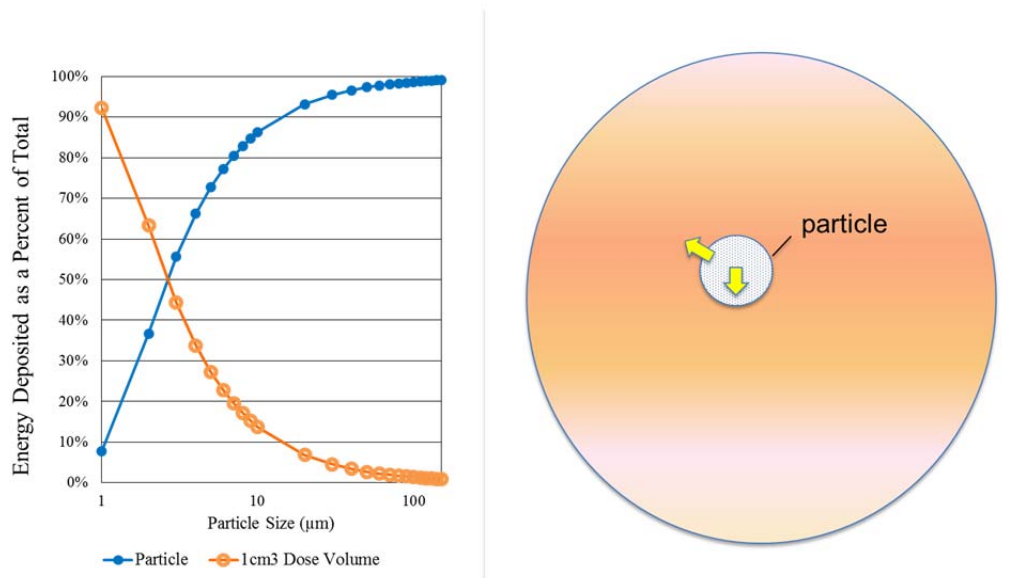 Energy Deposited as a Percent of Total
100%
90%
80%
70%
60%
50%
40%
30%
20%
10%
0%
1
10
100
Particle Size (µm)
Particle
1cm3 Dose Volume
particle